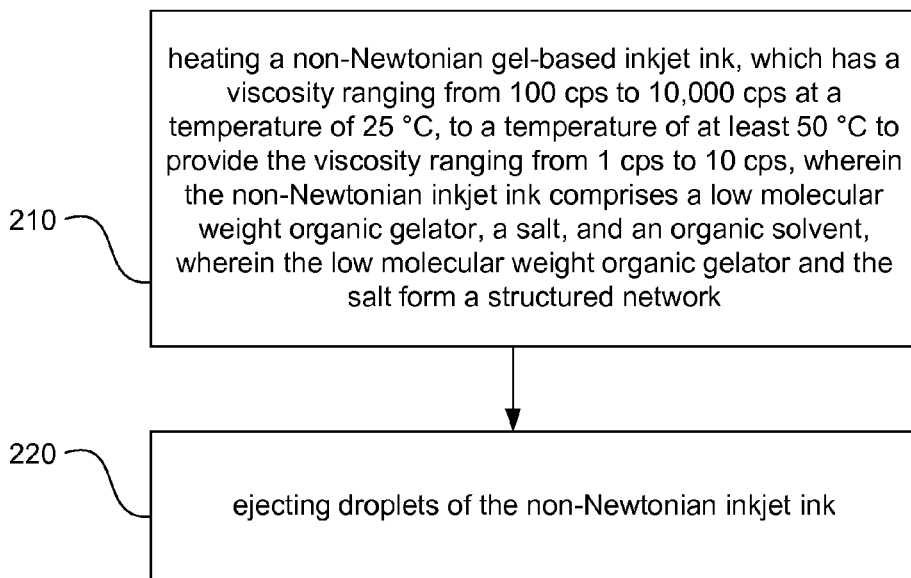 heating a non-Newtonian gel-based inkjet ink, which has a
viscosity ranging from 100 cps to 10,000 cps at a
temperature of 25 °C, to a temperature of at least 50 °C to
provide the viscosity ranging from 1 cps to 10 cps, wherein
the non-Newtonian inkjet ink comprises a low molecular
weight organic gelator, a salt, and an organic solvent,
wherein the low molecular weight organic gelator and the
salt form a structured network
210
220
ejecting droplets of the non-Newtonian inkjet ink